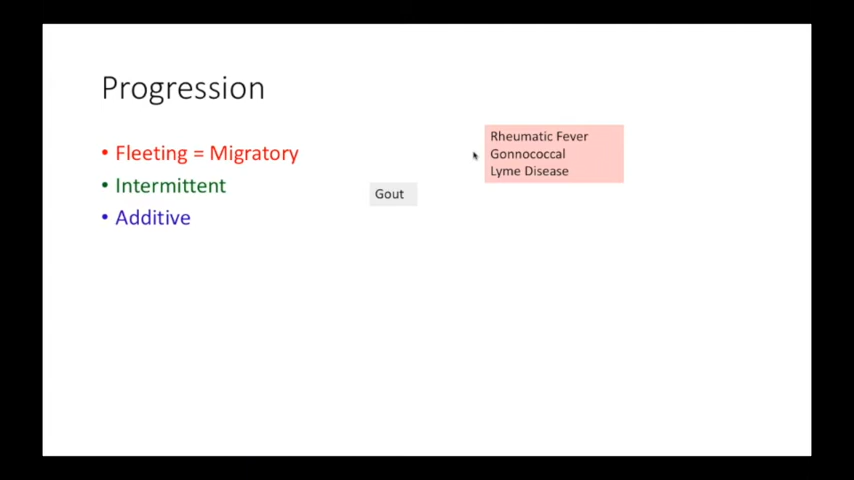 Progression
• Fleeting = Migratory
• Intermittent
• Additive
Gout
Rheumatic Fever
Gonnococcal
Lyme Disease